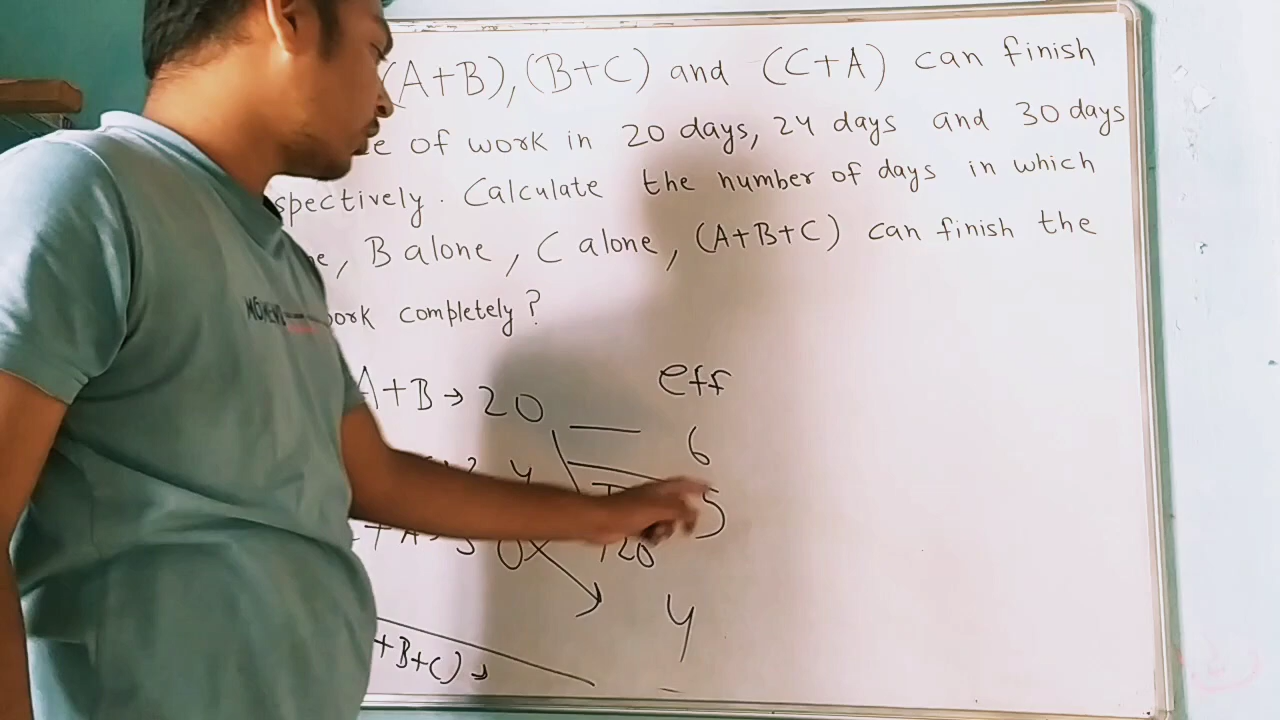 (A+B), (B+C) and (C+A) can finish
e of work in 20 days, 24 days and 30 days
spectively. Calculate the number of days in which
e, B alone, C alone, (A+B+C) can finish the
ork completely?
eff
A+B → 20
6
5
120
4
+B+C) →